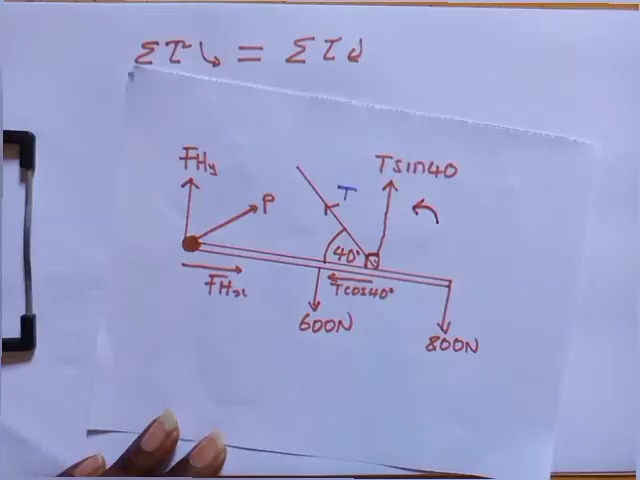 Στ↘ = Στ↙
FHy
P
T
Tsin40
40°
FHx
Tcos40°
600N
800N